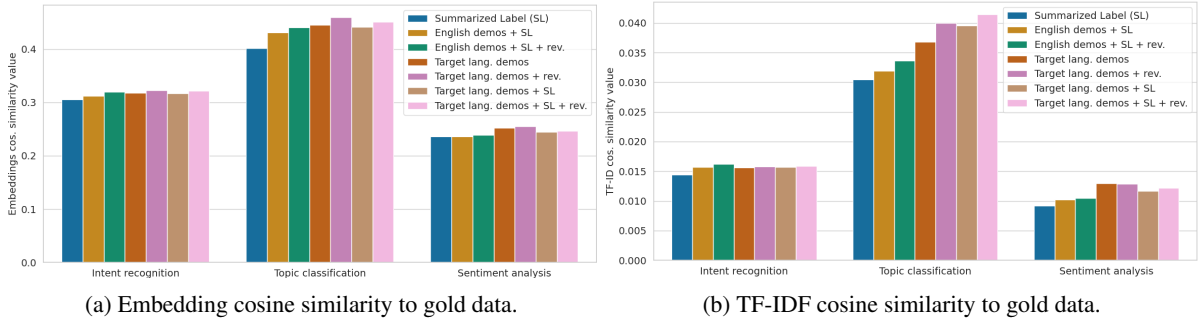 Embeddings cos. similarity value
0.4
0.3
0.2
0.1
0.0
Summarized Label (SL)
English demos + SL
English demos + SL + rev.
Target lang. demos
Target lang. demos + rev.
Target lang. demos + SL
Target lang. demos + SL + rev.
Intent recognition
Topic classification
Sentiment analysis
(a) Embedding cosine similarity to gold data.
TF-ID cos. similarity value
0.040
0.035
0.030
0.025
0.020
0.015
0.010
0.005
0.000
Summarized Label (SL)
English demos + SL
English demos + SL + rev.
Target lang. demos
Target lang. demos + rev.
Target lang. demos + SL
Target lang. demos + SL + rev.
Intent recognition
Topic classification
Sentiment analysis
(b) TF-IDF cosine similarity to gold data.